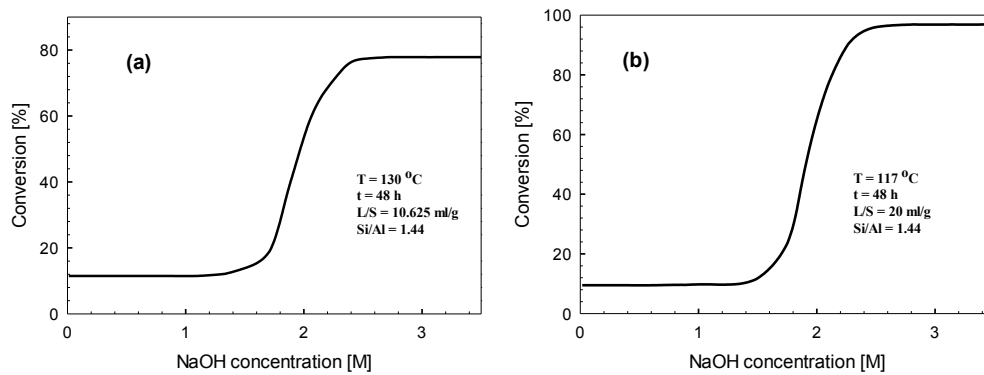 (a)
Conversion [%]
80
60
40
20
0
T = 130 °C
t = 48 h
L/S = 10.625 ml/g
Si/Al = 1.44
0 1 2 3
NaOH concentration [M]
(b)
Conversion [%]
100
80
60
40
20
0
T = 117 °C
t = 48 h
L/S = 20 ml/g
Si/Al = 1.44
0 1 2 3
NaOH concentration [M]